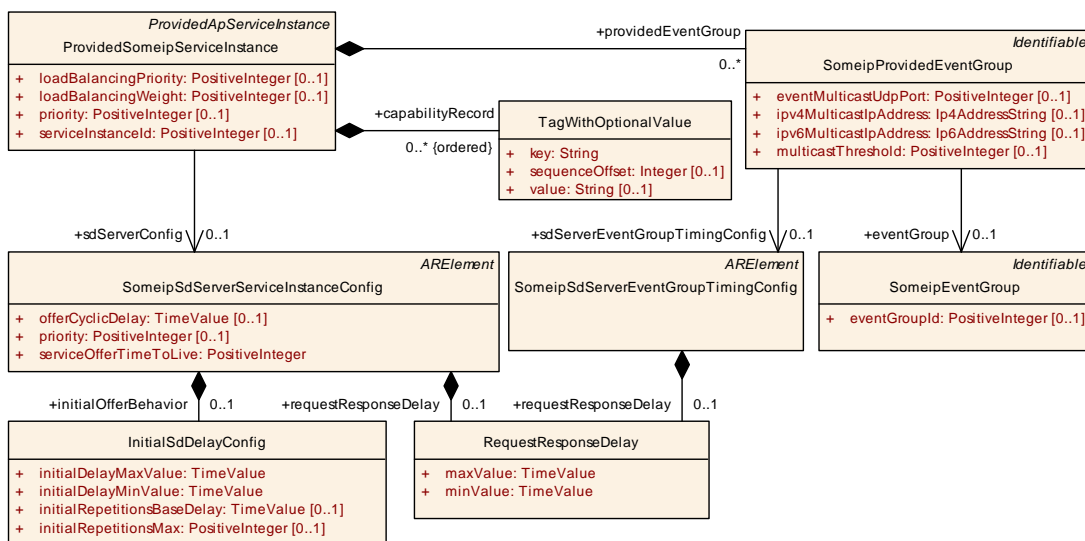 ProvidedApServiceInstance
ProvidedSomeipServiceInstance
+ loadBalancingPriority: PositiveInteger [0..1]
+ loadBalancingWeight: PositiveInteger [0..1]
+ priority: PositiveInteger [0..1]
+ serviceInstanceId: PositiveInteger [0..1]
+providedEventGroup
0..*
Identifiable
SomeipProvidedEventGroup
+ eventMulticastUdpPort: PositiveInteger [0..1]
+ ipv4MulticastIpAddress: Ip4AddressString [0..1]
+ ipv6MulticastIpAddress: Ip6AddressString [0..1]
+ multicastThreshold: PositiveInteger [0..1]
+capabilityRecord
0..* {ordered}
TagWithOptionalValue
+ key: String
+ sequenceOffset: Integer [0..1]
+ value: String [0..1]
+sdServerConfig 0..1
+sdServerEventGroupTimingConfig 0..1
+eventGroup 0..1
ARElement
SomeipSdServerServiceInstanceConfig
+ offerCyclicDelay: TimeValue [0..1]
+ priority: PositiveInteger [0..1]
+ serviceOfferTimeToLive: PositiveInteger
ARElement
SomeipSdServerEventGroupTimingConfig
Identifiable
SomeipEventGroup
+ eventGroupId: PositiveInteger [0..1]
+initialOfferBehavior 0..1
+requestResponseDelay 0..1
+requestResponseDelay 0..1
InitialSdDelayConfig
+ initialDelayMaxValue: TimeValue
+ initialDelayMinValue: TimeValue
+ initialRepetitionsBaseDelay: TimeValue [0..1]
+ initialRepetitionsMax: PositiveInteger [0..1]
RequestResponseDelay
+ maxValue: TimeValue
+ minValue: TimeValue